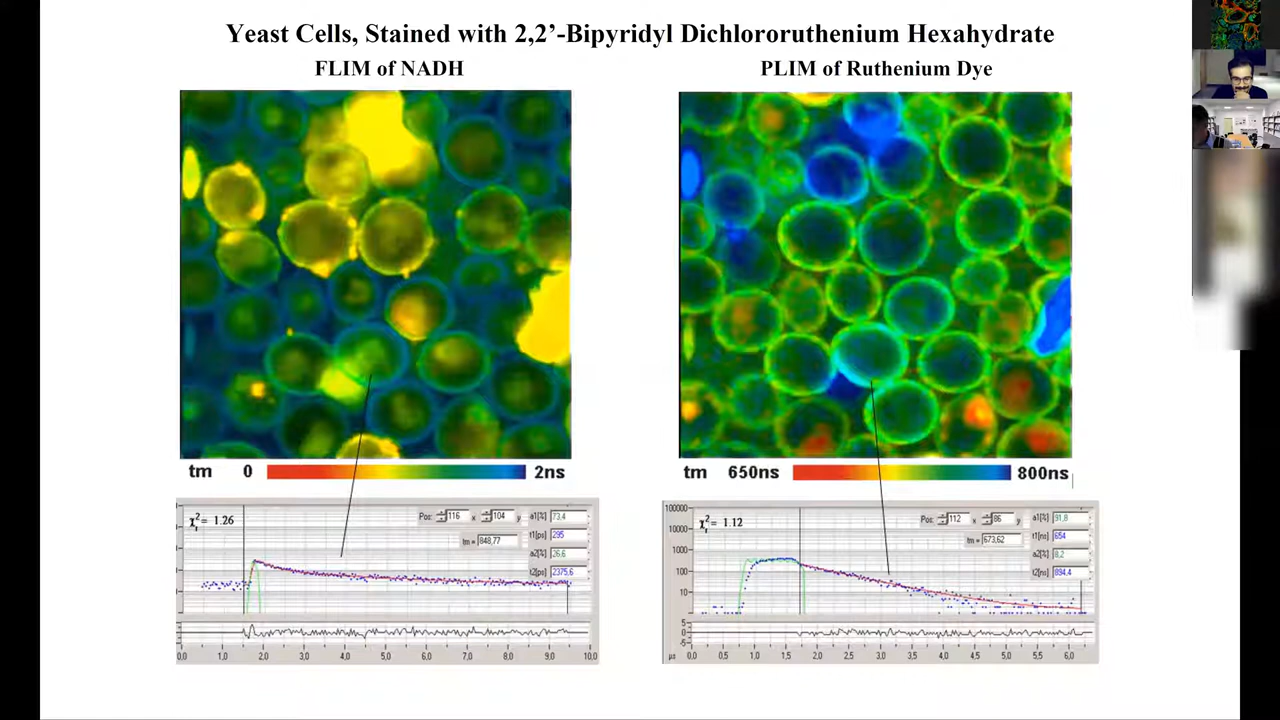 Yeast Cells, Stained with 2,2’-Bipyridyl Dichlororuthenium Hexahydrate
FLIM of NADH
PLIM of Ruthenium Dye
tm 0 2ns
tm 650ns 800ns
χr²= 1.26
Pos: 116 x 104 y
tm = 848,77
a1[%] 73,4
t1[ps] 295
a2[%] 26,6
t2[ps] 2375,6
0,0 1,0 2,0 3,0 4,0 5,0 6,0 7,0 8,0 9,0 10,0
100000
10000
1000
100
10
χr²= 1.12
Pos: 112 x 86 y
tm= 673,62
a1[%] 91,8
t1[ns] 654
a2[%] 8,2
t2[ns] 894,4
5
0
-5
µs 0,0 0,5 1,0 1,5 2,0 2,5 3,0 3,5 4,0 4,5 5,0 5,5 6,0